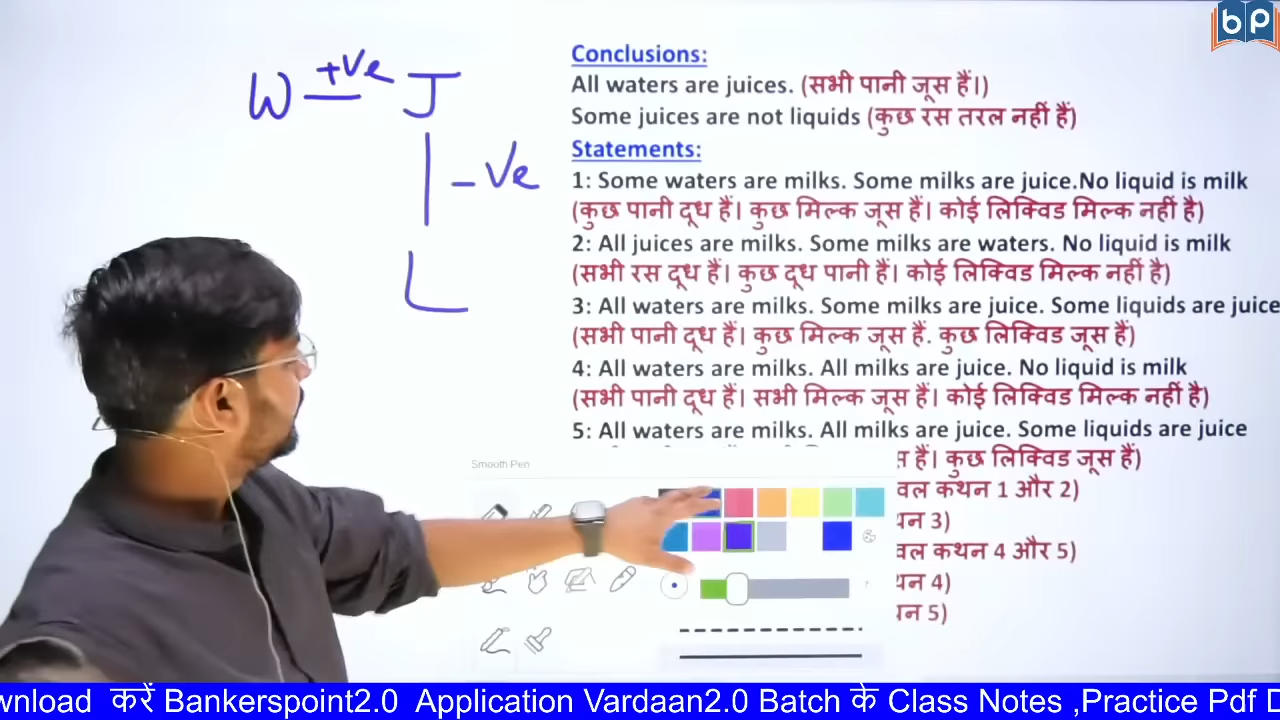 bp
W +ve J
-ve
L
Conclusions:
All waters are juices. (सभी पानी जूस हैं।)
Some juices are not liquids (कुछ रस तरल नहीं हैं)
Statements:
1: Some waters are milks. Some milks are juice.No liquid is milk
(कुछ पानी दूध हैं। कुछ मिल्क जूस हैं। कोई लिक्विड मिल्क नहीं है)
2: All juices are milks. Some milks are waters. No liquid is milk
(सभी रस दूध हैं। कुछ दूध पानी हैं। कोई लिक्विड मिल्क नहीं है)
3: All waters are milks. Some milks are juice. Some liquids are juice
(सभी पानी दूध हैं। कुछ मिल्क जूस हैं. कुछ लिक्विड जूस हैं)
4: All waters are milks. All milks are juice. No liquid is milk
(सभी पानी दूध हैं। सभी मिल्क जूस हैं। कोई लिक्विड मिल्क नहीं है)
5: All waters are milks. All milks are juice. Some liquids are juice
हैं। कुछ लिक्विड जूस हैं)
कथन 1 और 2)
3)
Smooth Pen
कथन 4 और 5)
4)
5)
करें Bankerspoint2.0 Application Vardaan2.0 Batch के Class Notes ,Practice Pdf